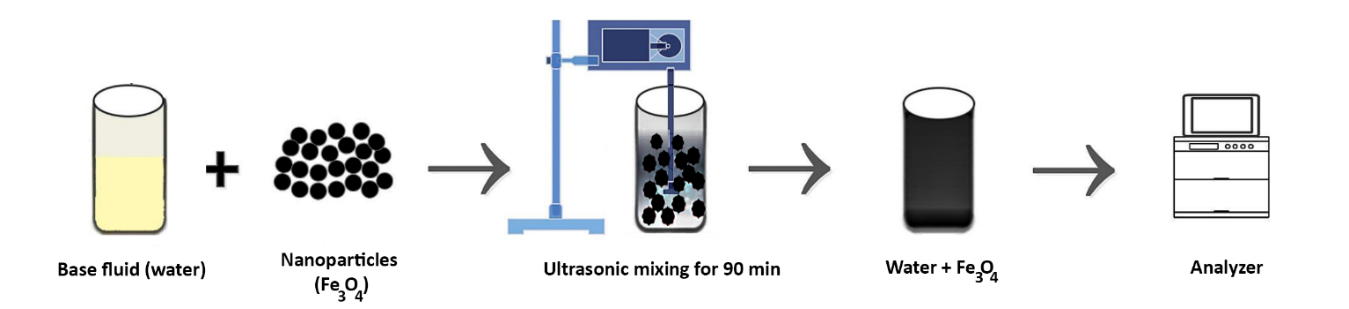 Base fluid (water)
Nanoparticles
(Fe3O4)
Ultrasonic mixing for 90 min
Water + Fe3O4
Analyzer